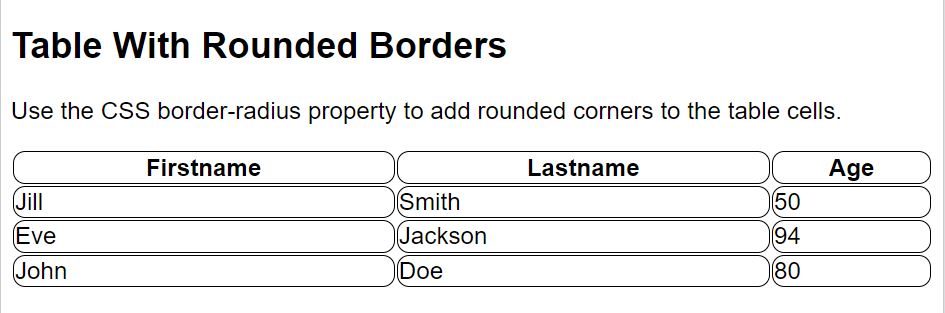 Table With Rounded Borders
Use the CSS border-radius property to add rounded corners to the table cells.
Firstname Lastname Age
Jill Smith 50
Eve Jackson 94
John Doe 80